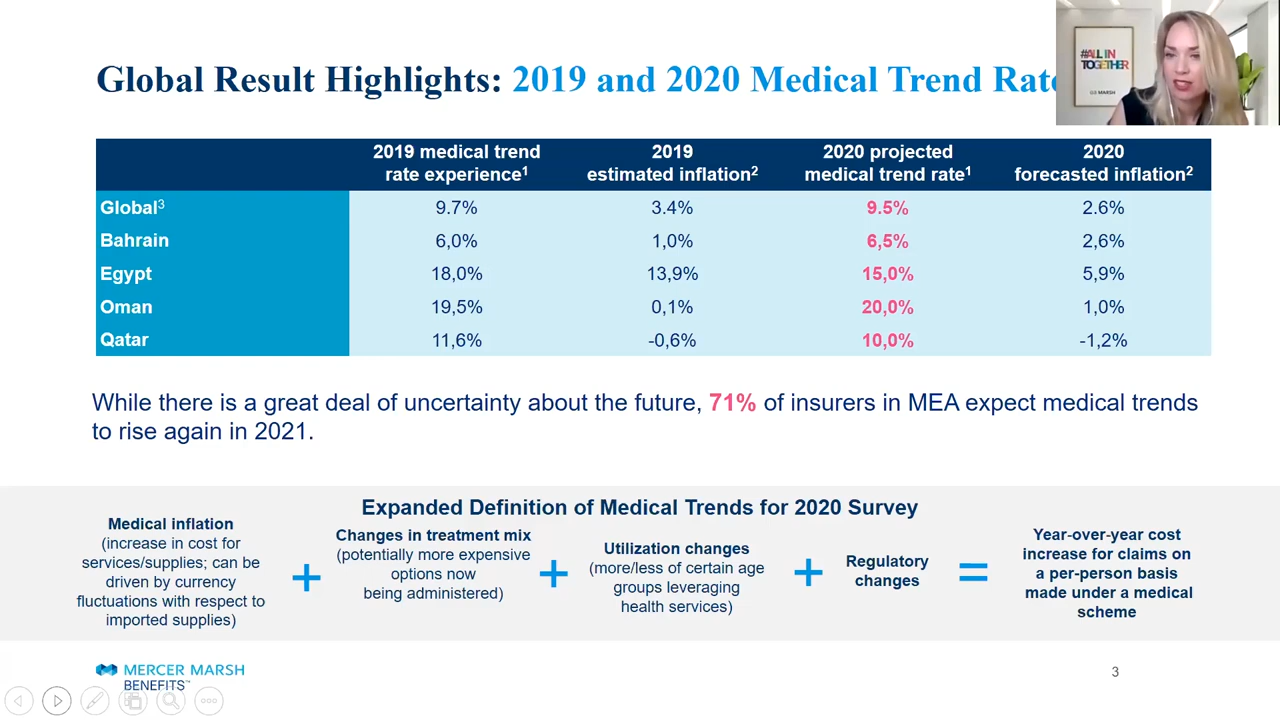 Global Result Highlights: 2019 and 2020 Medical Trend Rate
#ALL IN
TOGETHER
MARSH
2019 medical trend rate experience¹ 2019 estimated inflation² 2020 projected medical trend rate¹ 2020 forecasted inflation²
Global³ 9.7% 3.4% 9.5% 2.6%
Bahrain 6,0% 1,0% 6,5% 2,6%
Egypt 18,0% 13,9% 15,0% 5,9%
Oman 19,5% 0,1% 20,0% 1,0%
Qatar 11,6% -0,6% 10,0% -1,2%
While there is a great deal of uncertainty about the future, 71% of insurers in MEA expect medical trends
to rise again in 2021.
Expanded Definition of Medical Trends for 2020 Survey
Medical inflation
(increase in cost for
services/supplies; can be
driven by currency
fluctuations with respect to
imported supplies)
+
Changes in treatment mix
(potentially more expensive
options now
being administered)
+
Utilization changes
(more/less of certain age
groups leveraging
health services)
+
Regulatory
changes
=
Year-over-year cost
increase for claims on
a per-person basis
made under a medical
scheme
MERCER MARSH
BENEFITS™
3